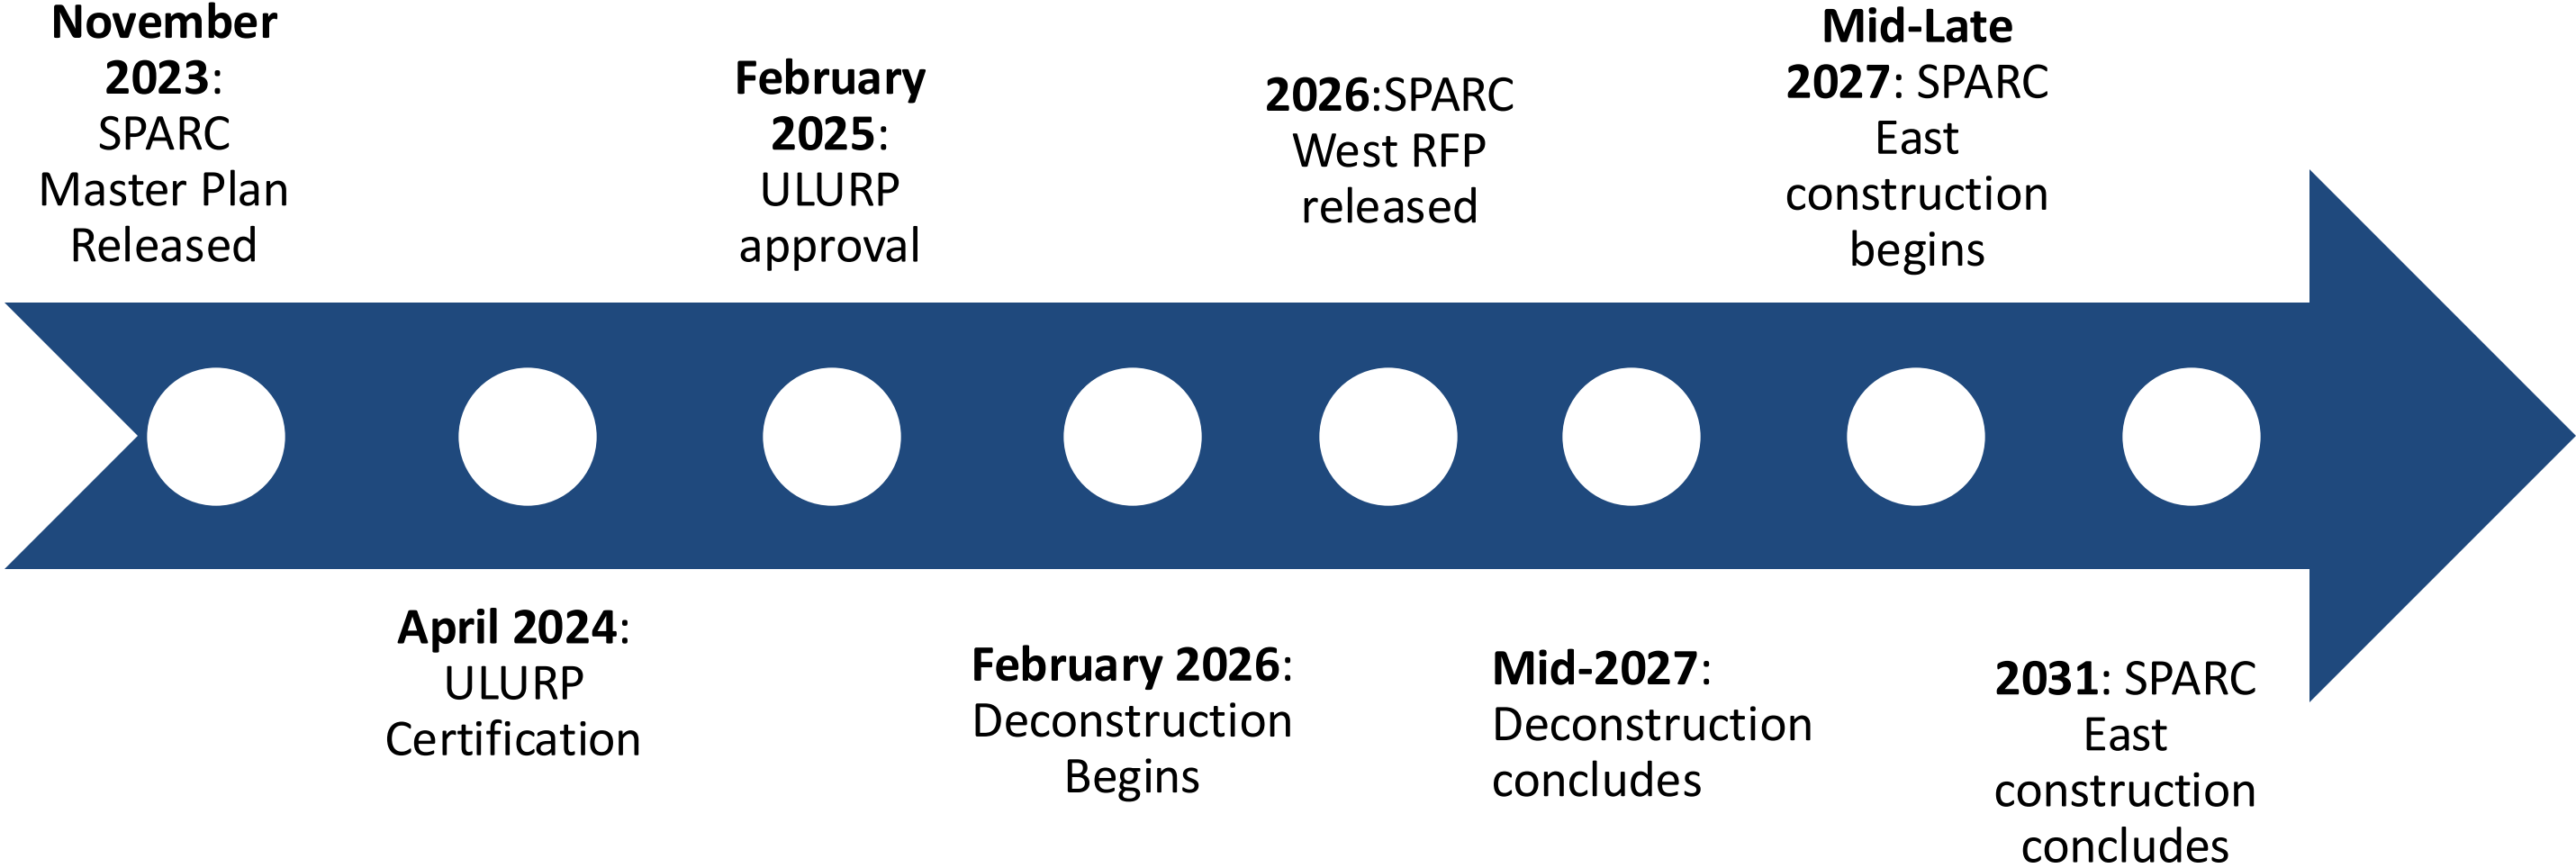 November
2023:
SPARC
Master Plan
Released
April 2024:
ULURP
Certification
February
2025:
ULURP
approval
February 2026:
Deconstruction
Begins
2026:SPARC
West RFP
released
Mid-2027:
Deconstruction
concludes
Mid-Late
2027: SPARC
East
construction
begins
2031: SPARC
East
construction
concludes